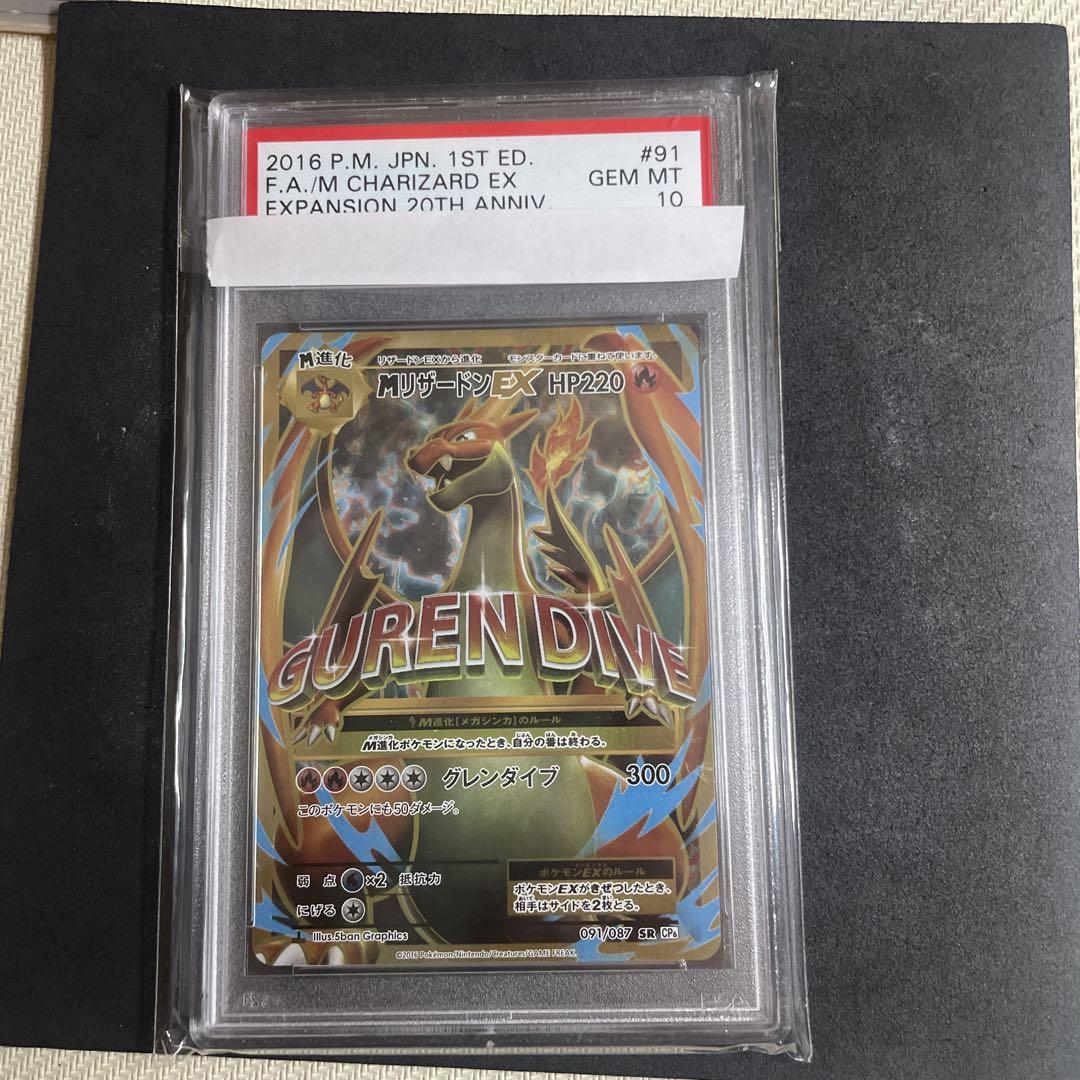 2016 P.M. JPN. 1ST ED. #91
F.A./M CHARIZARD EX GEM MT
EXPANSION 20TH ANNIV. 10
M進化 リザードンEXから進化 モンスターカードに重ねて使います。
MリザードンEX HP220
GUREN DIVE
M進化[メガシンカ]のルール
M進化ポケモンになったとき、自分の番は終わる。
グレンダイブ 300
このポケモンにも50ダメージ。
弱点 ×2 抵抗力
にげる
ポケモンEXのルール
ポケモンEXがきぜつしたとき、
相手はサイドを2枚とる。
Illus.5ban Graphics
091/087 SR CP6
©2016 Pokémon/Nintendo/Creatures/GAME FREAK.